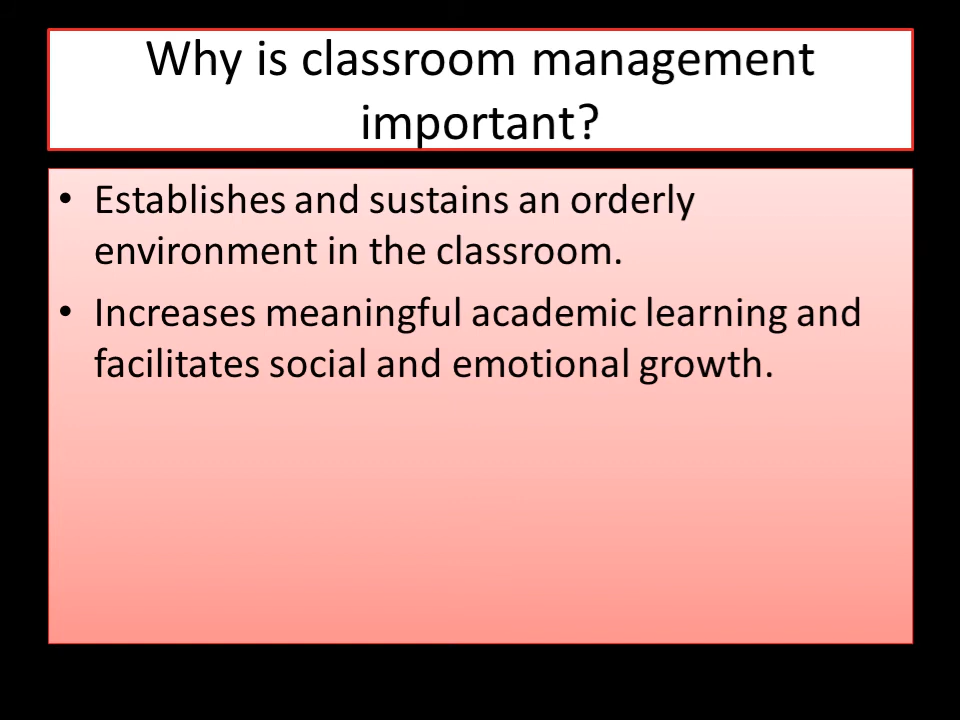 Why is classroom management
important?
• Establishes and sustains an orderly
environment in the classroom.
• Increases meaningful academic learning and
facilitates social and emotional growth.